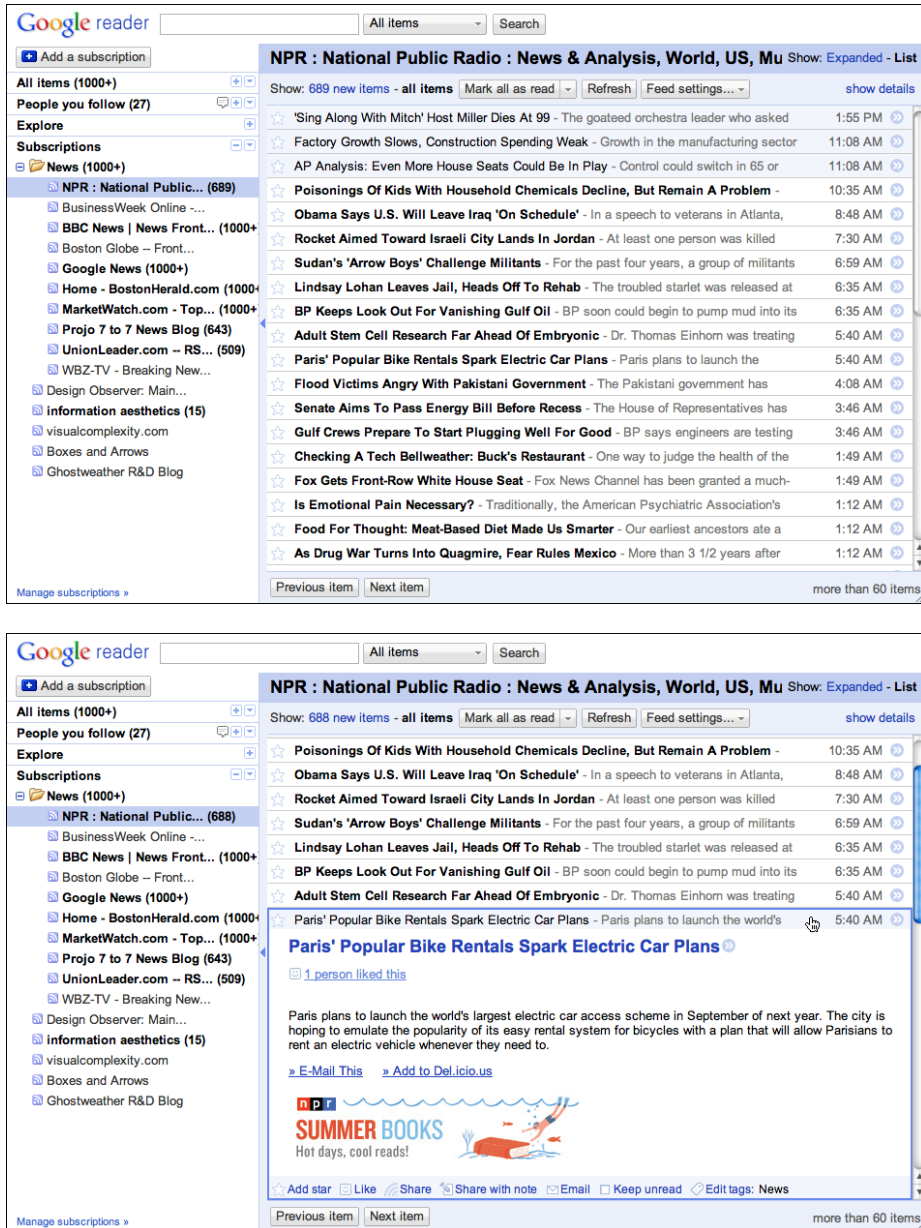 Google reader All items Search
Add a subscription
All items (1000+)
People you follow (27)
Explore
Subscriptions
News (1000+)
NPR : National Public... (689)
BusinessWeek Online -...
BBC News | News Front... (1000+
Boston Globe -- Front...
Google News (1000+)
Home - BostonHerald.com (1000+
MarketWatch.com - Top... (1000+
Projo 7 to 7 News Blog (643)
UnionLeader.com -- RS... (509)
WBZ-TV - Breaking New...
Design Observer: Main...
information aesthetics (15)
visualcomplexity.com
Boxes and Arrows
Ghostweather R&D Blog
Manage subscriptions »
NPR : National Public Radio : News & Analysis, World, US, Mu Show: Expanded - List
Show: 689 new items - all items Mark all as read Refresh Feed settings... show details
'Sing Along With Mitch' Host Miller Dies At 99 - The goateed orchestra leader who asked 1:55 PM
Factory Growth Slows, Construction Spending Weak - Growth in the manufacturing sector 11:08 AM
AP Analysis: Even More House Seats Could Be In Play - Control could switch in 65 or 11:08 AM
Poisonings Of Kids With Household Chemicals Decline, But Remain A Problem - 10:35 AM
Obama Says U.S. Will Leave Iraq 'On Schedule' - In a speech to veterans in Atlanta, 8:48 AM
Rocket Aimed Toward Israeli City Lands In Jordan - At least one person was killed 7:30 AM
Sudan's 'Arrow Boys' Challenge Militants - For the past four years, a group of militants 6:59 AM
Lindsay Lohan Leaves Jail, Heads Off To Rehab - The troubled starlet was released at 6:35 AM
BP Keeps Look Out For Vanishing Gulf Oil - BP soon could begin to pump mud into its 6:35 AM
Adult Stem Cell Research Far Ahead Of Embryonic - Dr. Thomas Einhorn was treating 5:40 AM
Paris' Popular Bike Rentals Spark Electric Car Plans - Paris plans to launch the 5:40 AM
Flood Victims Angry With Pakistani Government - The Pakistani government has 4:08 AM
Senate Aims To Pass Energy Bill Before Recess - The House of Representatives has 3:46 AM
Gulf Crews Prepare To Start Plugging Well For Good - BP says engineers are testing 3:46 AM
Checking A Tech Bellweather: Buck's Restaurant - One way to judge the health of the 1:49 AM
Fox Gets Front-Row White House Seat - Fox News Channel has been granted a much- 1:49 AM
Is Emotional Pain Necessary? - Traditionally, the American Psychiatric Association's 1:12 AM
Food For Thought: Meat-Based Diet Made Us Smarter - Our earliest ancestors ate a 1:12 AM
As Drug War Turns Into Quagmire, Fear Rules Mexico - More than 3 1/2 years after 1:12 AM
Previous item Next item more than 60 items
Google reader All items Search
Add a subscription
All items (1000+)
People you follow (27)
Explore
Subscriptions
News (1000+)
NPR : National Public... (688)
BusinessWeek Online -...
BBC News | News Front... (1000+
Boston Globe -- Front...
Google News (1000+)
Home - BostonHerald.com (1000+
MarketWatch.com - Top... (1000+
Projo 7 to 7 News Blog (643)
UnionLeader.com -- RS... (509)
WBZ-TV - Breaking New...
Design Observer: Main...
information aesthetics (15)
visualcomplexity.com
Boxes and Arrows
Ghostweather R&D Blog
Manage subscriptions »
NPR : National Public Radio : News & Analysis, World, US, Mu Show: Expanded - List
Show: 688 new items - all items Mark all as read Refresh Feed settings... show details
Poisonings Of Kids With Household Chemicals Decline, But Remain A Problem - 10:35 AM
Obama Says U.S. Will Leave Iraq 'On Schedule' - In a speech to veterans in Atlanta, 8:48 AM
Rocket Aimed Toward Israeli City Lands In Jordan - At least one person was killed 7:30 AM
Sudan's 'Arrow Boys' Challenge Militants - For the past four years, a group of militants 6:59 AM
Lindsay Lohan Leaves Jail, Heads Off To Rehab - The troubled starlet was released at 6:35 AM
BP Keeps Look Out For Vanishing Gulf Oil - BP soon could begin to pump mud into its 6:35 AM
Adult Stem Cell Research Far Ahead Of Embryonic - Dr. Thomas Einhorn was treating 5:40 AM
Paris' Popular Bike Rentals Spark Electric Car Plans - Paris plans to launch the world's 5:40 AM
Paris' Popular Bike Rentals Spark Electric Car Plans
1 person liked this
Paris plans to launch the world's largest electric car access scheme in September of next year. The city is
hoping to emulate the popularity of its easy rental system for bicycles with a plan that will allow Parisians to
rent an electric vehicle whenever they need to.
» E-Mail This » Add to Del.icio.us
npr
SUMMER BOOKS
Hot days, cool reads!
Add star Like Share Share with note Email Keep unread Edit tags: News
Previous item Next item more than 60 items